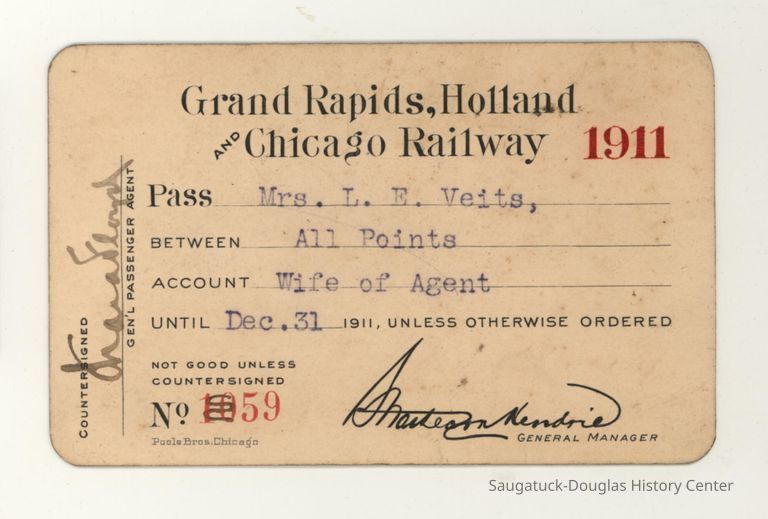 Grand Rapids, Holland
AND Chicago Railway 1911
Pass Mrs. L. E. Veits,
BETWEEN All Points
ACCOUNT Wife of Agent
UNTIL Dec.31 1911, UNLESS OTHERWISE ORDERED
NOT GOOD UNLESS
COUNTERSIGNED
Nº 1059
Poole Bros. Chicago
GENERAL MANAGER
COUNTERSIGNED
GEN'L PASSENGER AGENT
Saugatuck-Douglas History Center